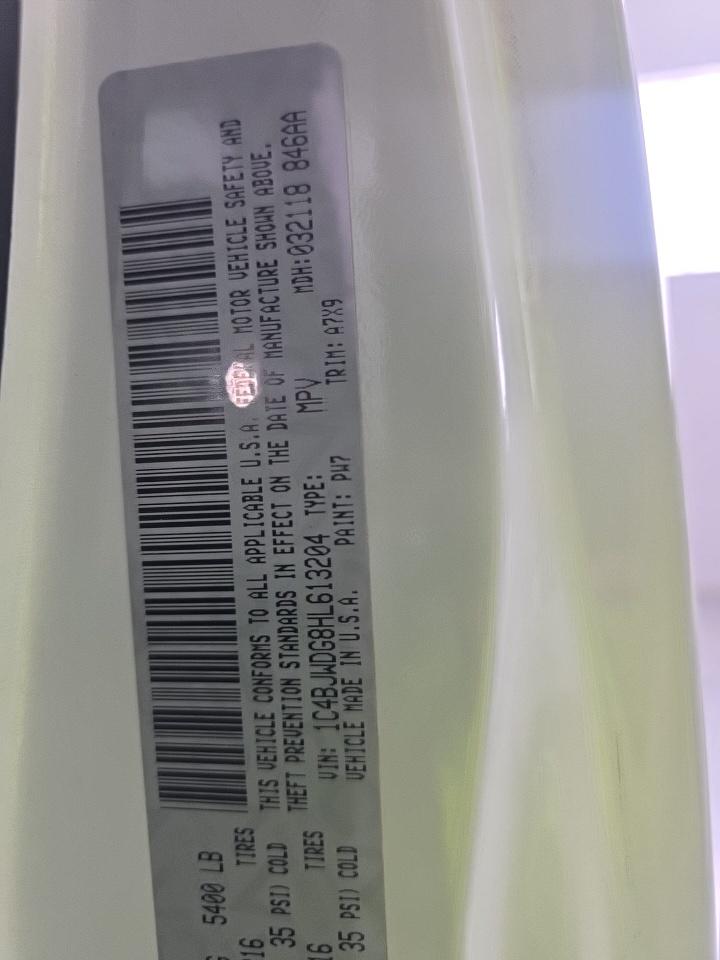 5400 LB
TIRES
35 PSI) COLD
TIRES
35 PSI) COLD
THIS VEHICLE CONFORMS TO ALL APPLICABLE U.S.A. FEDERAL MOTOR VEHICLE SAFETY AND
THEFT PREVENTION STANDARDS IN EFFECT ON THE DATE OF MANUFACTURE SHOWN ABOVE.
VIN: 1C4BJWDG8HL613204 TYPE: MPV MDH:032118 846AA
VEHICLE MADE IN U.S.A. PAINT: PW7 TRIM: A7X9